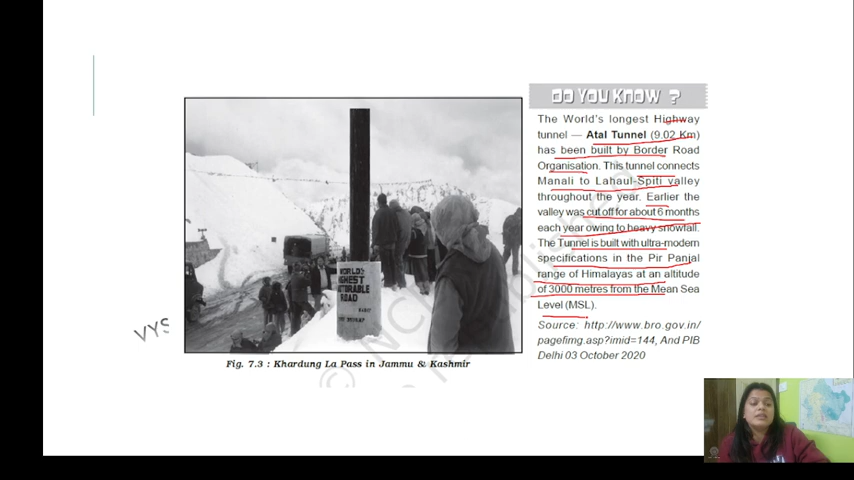 DO YOU KNOW ?
The World's longest Highway
tunnel — Atal Tunnel (9.02 Km)
has been built by Border Road
Organisation. This tunnel connects
Manali to Lahaul-Spiti valley
throughout the year. Earlier the
valley was cut off for about 6 months
each year owing to heavy snowfall.
The Tunnel is built with ultra-modern
specifications in the Pir Panjal
range of Himalayas at an altitude
of 3000 metres from the Mean Sea
Level (MSL).
Source: http://www.bro.gov.in/
pagefimg.asp?imid=144, And PIB
Delhi 03 October 2020
WORLD'S
HIGHEST
MOTORABLE
ROAD
VYS
Fig. 7.3 : Khardung La Pass in Jammu & Kashmir